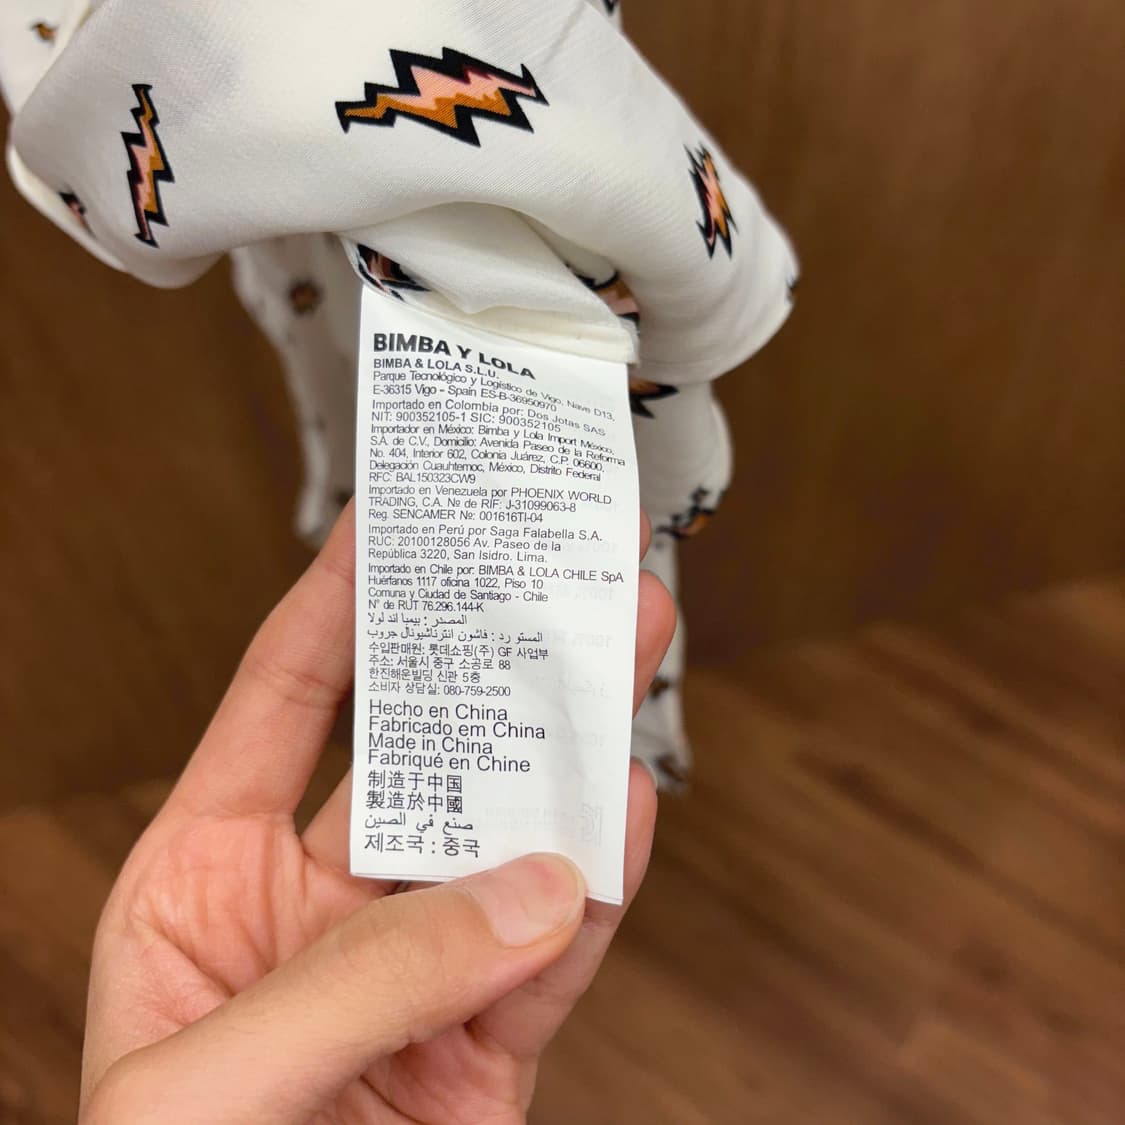 BIMBA Y LOLA
BIMBA & LOLA S.L.U.
Parque Tecnológico y Logístico de Vigo, Nave D13,
E-36315 Vigo - Spain ES-B-36950970
Importado en Colombia por: Dos Jotas SAS
NIT: 900352105-1 SIC: 900352105
Importador en México: Bimba y Lola Import México,
S.A. de C.V., Domicilio: Avenida Paseo de la Reforma
No. 404, Interior 602, Colonia Juárez, C.P. 06600,
Delegación Cuauhtemoc, México, Distrito Federal
RFC: BAL150323CW9
Importado en Venezuela por PHOENIX WORLD
TRADING, C.A. Nº de RIF: J-31099063-8
Reg. SENCAMER Nº: 001616TI-04
Importado en Perú por Saga Falabella S.A.
RUC: 20100128056 Av. Paseo de la
República 3220, San Isidro. Lima.
Importado en Chile por: BIMBA & LOLA CHILE SpA
Huérfanos 1117 oficina 1022, Piso 10
Comuna y Ciudad de Santiago - Chile
N° de RUT 76.296.144-K
المصدر : بيمبا اند لولا
المستو رد : فاشون انترناشيونال جروب
수입판매원: 롯데쇼핑(주) GF 사업부
주소: 서울시 중구 소공로 88
한진해운빌딩 신관 5층
소비자 상담실: 080-759-2500
Hecho en China
Fabricado em China
Made in China
Fabriqué en Chine
制造于中国
製造於中國
صنع في الصين
제조국 : 중국